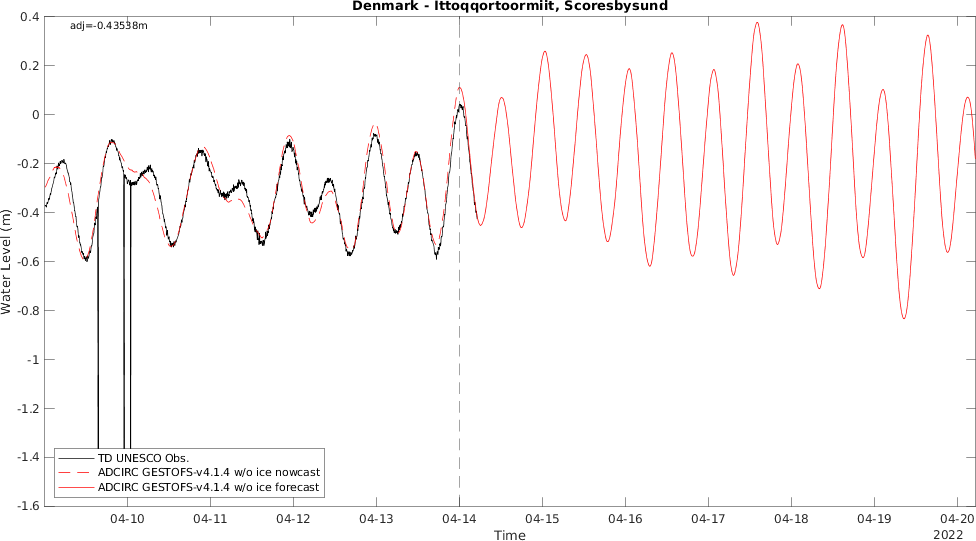 Denmark - Ittoqqortoormiit, Scoresbysund
adj=-0.43538m
0.4
0.2
0
-0.2
-0.4
-0.6
-0.8
-1
-1.2
-1.4
-1.6
Water Level (m)
TD UNESCO Obs.
ADCIRC GESTOFS-v4.1.4 w/o ice nowcast
ADCIRC GESTOFS-v4.1.4 w/o ice forecast
04-10 04-11 04-12 04-13 04-14 04-15 04-16 04-17 04-18 04-19 04-20
Time
2022